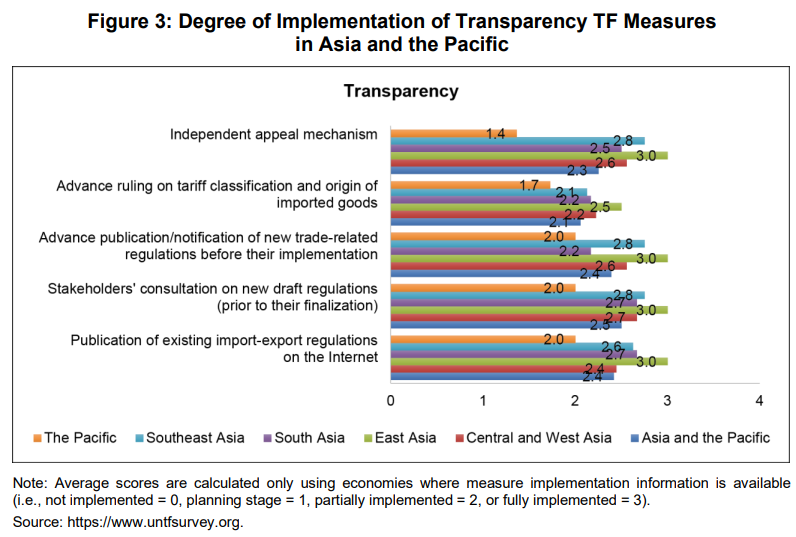 Figure 3: Degree of Implementation of Transparency TF Measures
in Asia and the Pacific
Transparency
Independent appeal mechanism
1.4
2.8
2.5
3.0
2.6
2.3
Advance ruling on tariff classification and origin of
imported goods
1.7
2.1
2.2
2.5
2.2
2.1
Advance publication/notification of new trade-related
regulations before their implementation
2.0
2.8
2.2
3.0
2.6
2.4
Stakeholders' consultation on new draft regulations
(prior to their finalization)
2.0
2.8
2.7
3.0
2.7
2.5
Publication of existing import-export regulations
on the Internet
2.0
2.6
2.7
3.0
2.4
2.4
0 1 2 3 4
The Pacific Southeast Asia South Asia East Asia Central and West Asia Asia and the Pacific
Note: Average scores are calculated only using economies where measure implementation information is available
(i.e., not implemented = 0, planning stage = 1, partially implemented = 2, or fully implemented = 3).
Source: https://www.untfsurvey.org.